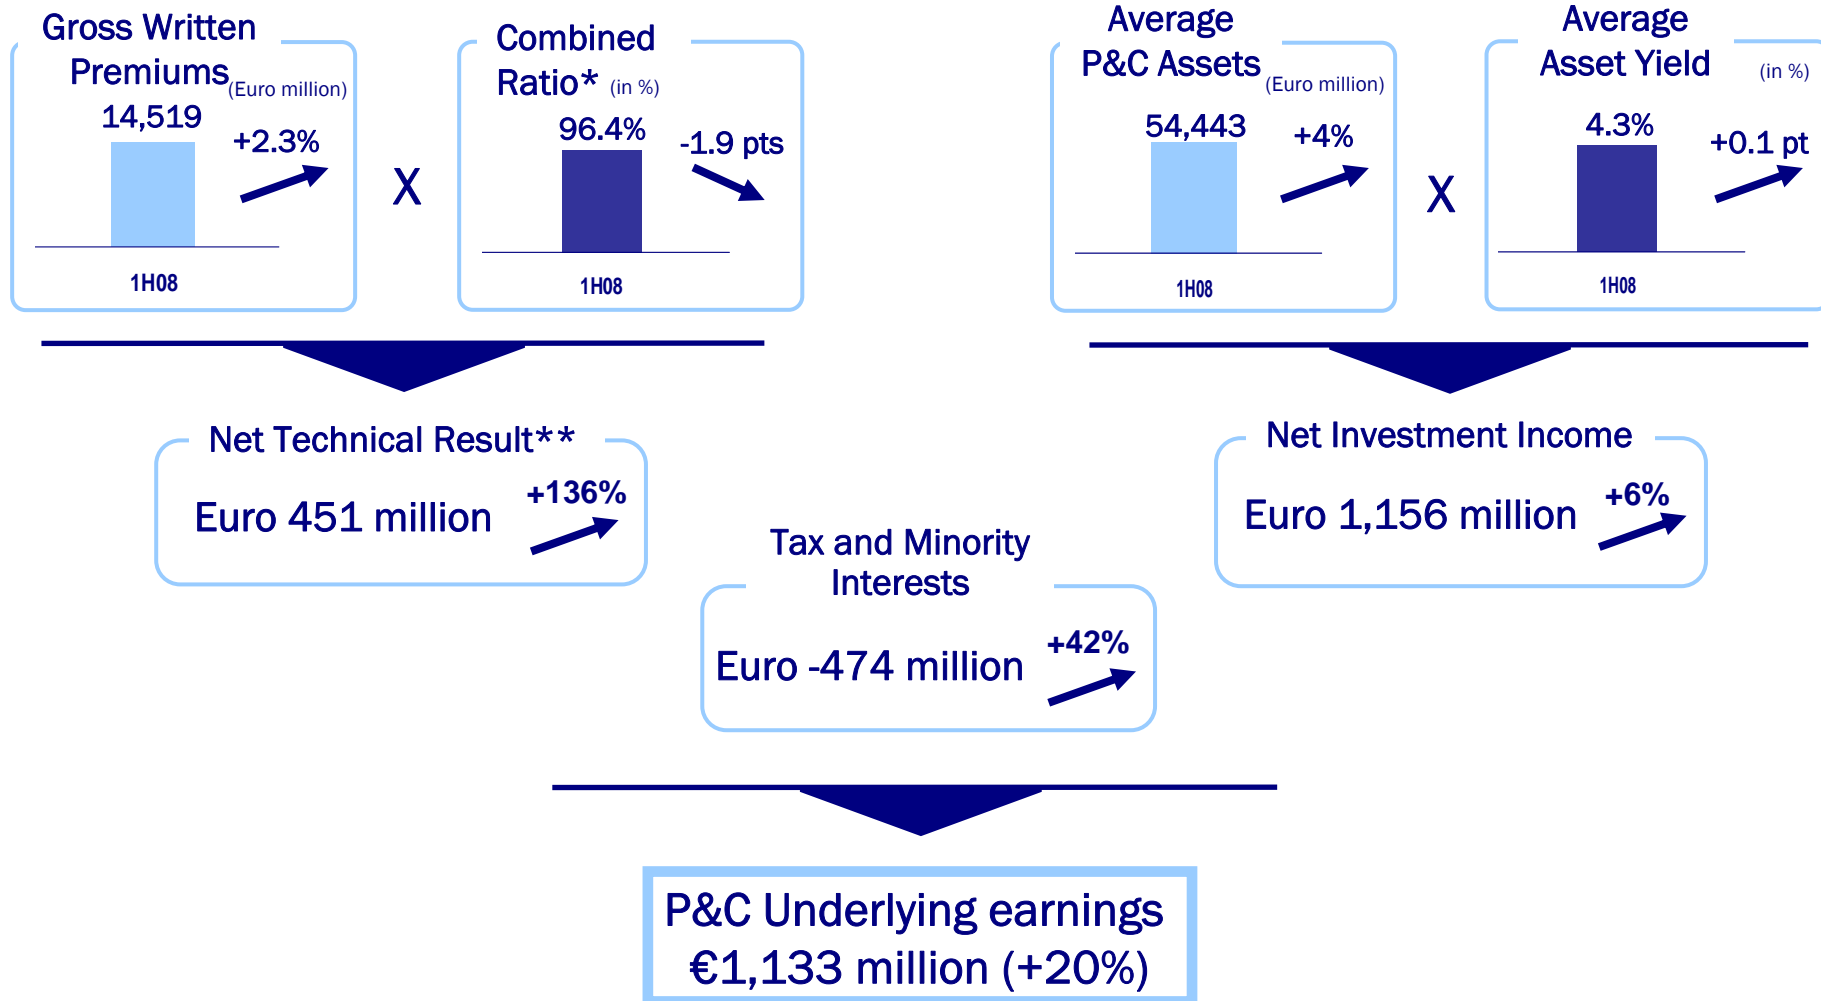 Gross Written
Premiums
(Euro million)
14,519
+2.3%
1H08
X
Combined
Ratio* (in %)
96.4%
-1.9 pts
1H08
Average
P&C Assets
(Euro million)
54,443
+4%
1H08
X
Average
Asset Yield (in %)
4.3%
+0.1 pt
1H08
Net Technical Result**
Euro 451 million
+136%
Net Investment Income
Euro 1,156 million
+6%
Tax and Minority
Interests
Euro -474 million
+42%
P&C Underlying earnings
€1,133 million (+20%)